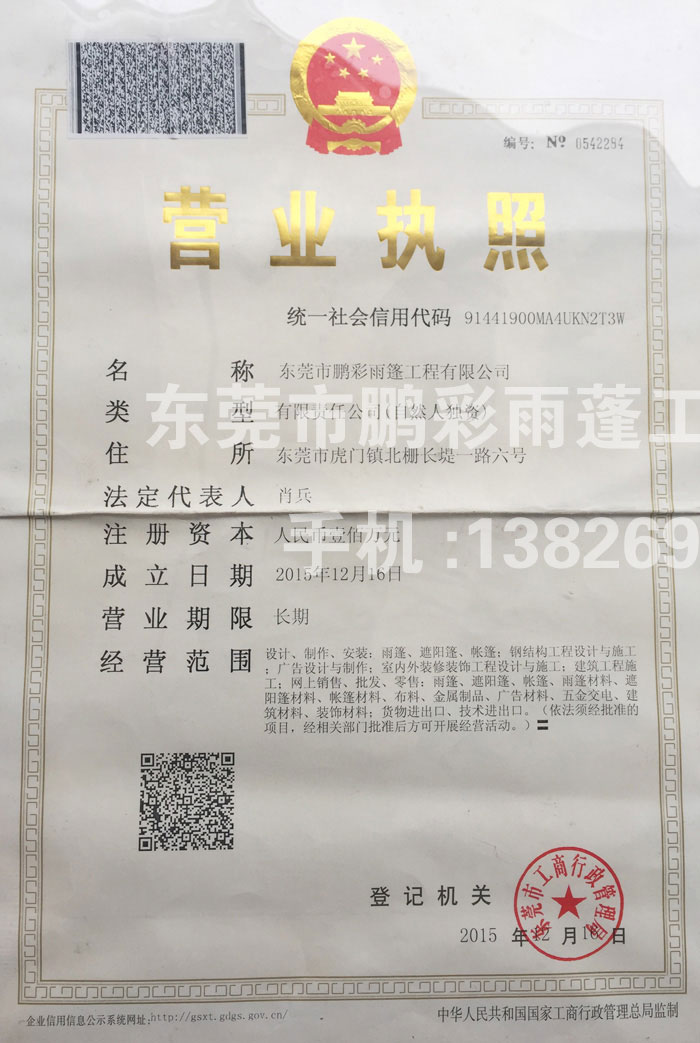 编号: № 0542284
营业执照
统一社会信用代码 91441900MA4UKN2T3W
名称 东莞市鹏彩雨篷工程有限公司
东莞市鹏彩雨蓬工
类型 有限责任公司(自然人独资)
住所 东莞市虎门镇北栅长堤一路六号
法定代表人 肖兵
注册资本 人民币壹佰万元
手机:138269
成立日期 2015年12月16日
营业期限 长期
经营范围 设计、制作、安装:雨篷、遮阳篷、帐篷;钢结构工程设计与施工
;广告设计与制作;室内外装修装饰工程设计与施工;建筑工程施
工;网上销售、批发、零售:雨篷、遮阳篷、帐篷、雨篷材料、遮
阳篷材料、帐篷材料、布料、金属制品、广告材料、五金交电、建
筑材料、装饰材料;货物进出口、技术进出口。(依法须经批准的
项目,经相关部门批准后方可开展经营活动。)
登记机关
东莞市工商行政管理局
2015 年 12 月 16 日
企业信用信息公示系统网址:http://gsxt.gdgs.gov.cn/
中华人民共和国国家工商行政管理总局监制